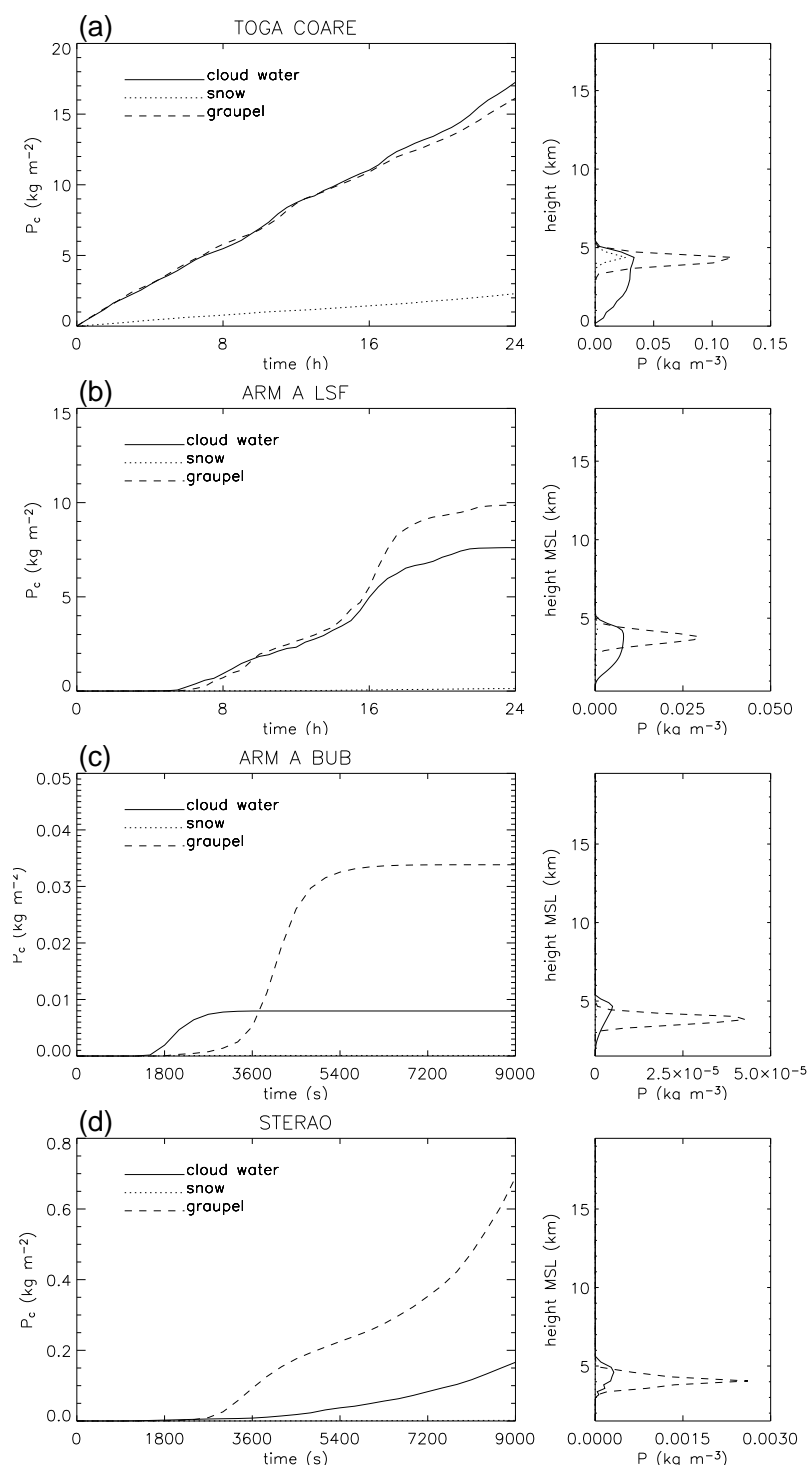 (a)
TOGA COARE
20
15
10
5
0
P_c (kg m⁻²)
cloud water
snow
graupel
0 8 16 24
time (h)
15
10
5
height (km)
0.00 0.05 0.10 0.15
P (kg m⁻³)
(b)
ARM A LSF
15
10
5
0
P_c (kg m⁻²)
cloud water
snow
graupel
0 8 16 24
time (h)
15
10
5
height MSL (km)
0.000 0.025 0.050
P (kg m⁻³)
(c)
ARM A BUB
0.05
0.04
0.03
0.02
0.01
0.00
P_c (kg m⁻²)
cloud water
snow
graupel
0 1800 3600 5400 7200 9000
time (s)
15
10
5
height MSL (km)
0 2.5×10⁻⁵ 5.0×10⁻⁵
P (kg m⁻³)
(d)
STERAO
0.8
0.6
0.4
0.2
0.0
P_c (kg m⁻²)
cloud water
snow
graupel
0 1800 3600 5400 7200 9000
time (s)
15
10
5
height MSL (km)
0.0000 0.0015 0.0030
P (kg m⁻³)